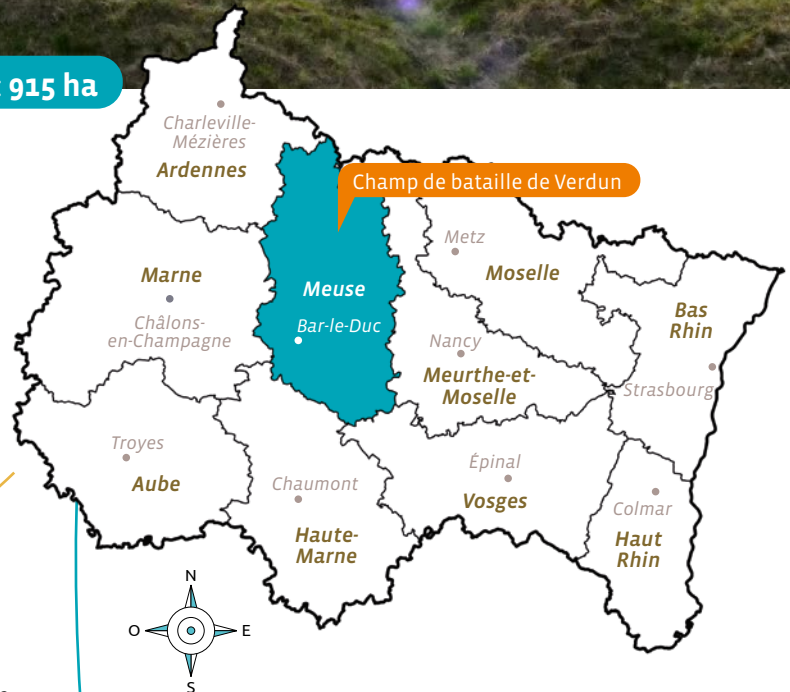 : 915 ha
Charleville-
Mézières
Ardennes
Champ de bataille de Verdun
Metz
Moselle
Marne
Meuse
Bas
Rhin
Châlons-
en-Champagne
Bar-le-Duc
Nancy
Meurthe-et-
Moselle
Strasbourg
Troyes
Aube
Épinal
Vosges
Chaumont
Colmar
Haute-
Marne
Haut
Rhin
N
O
E
S